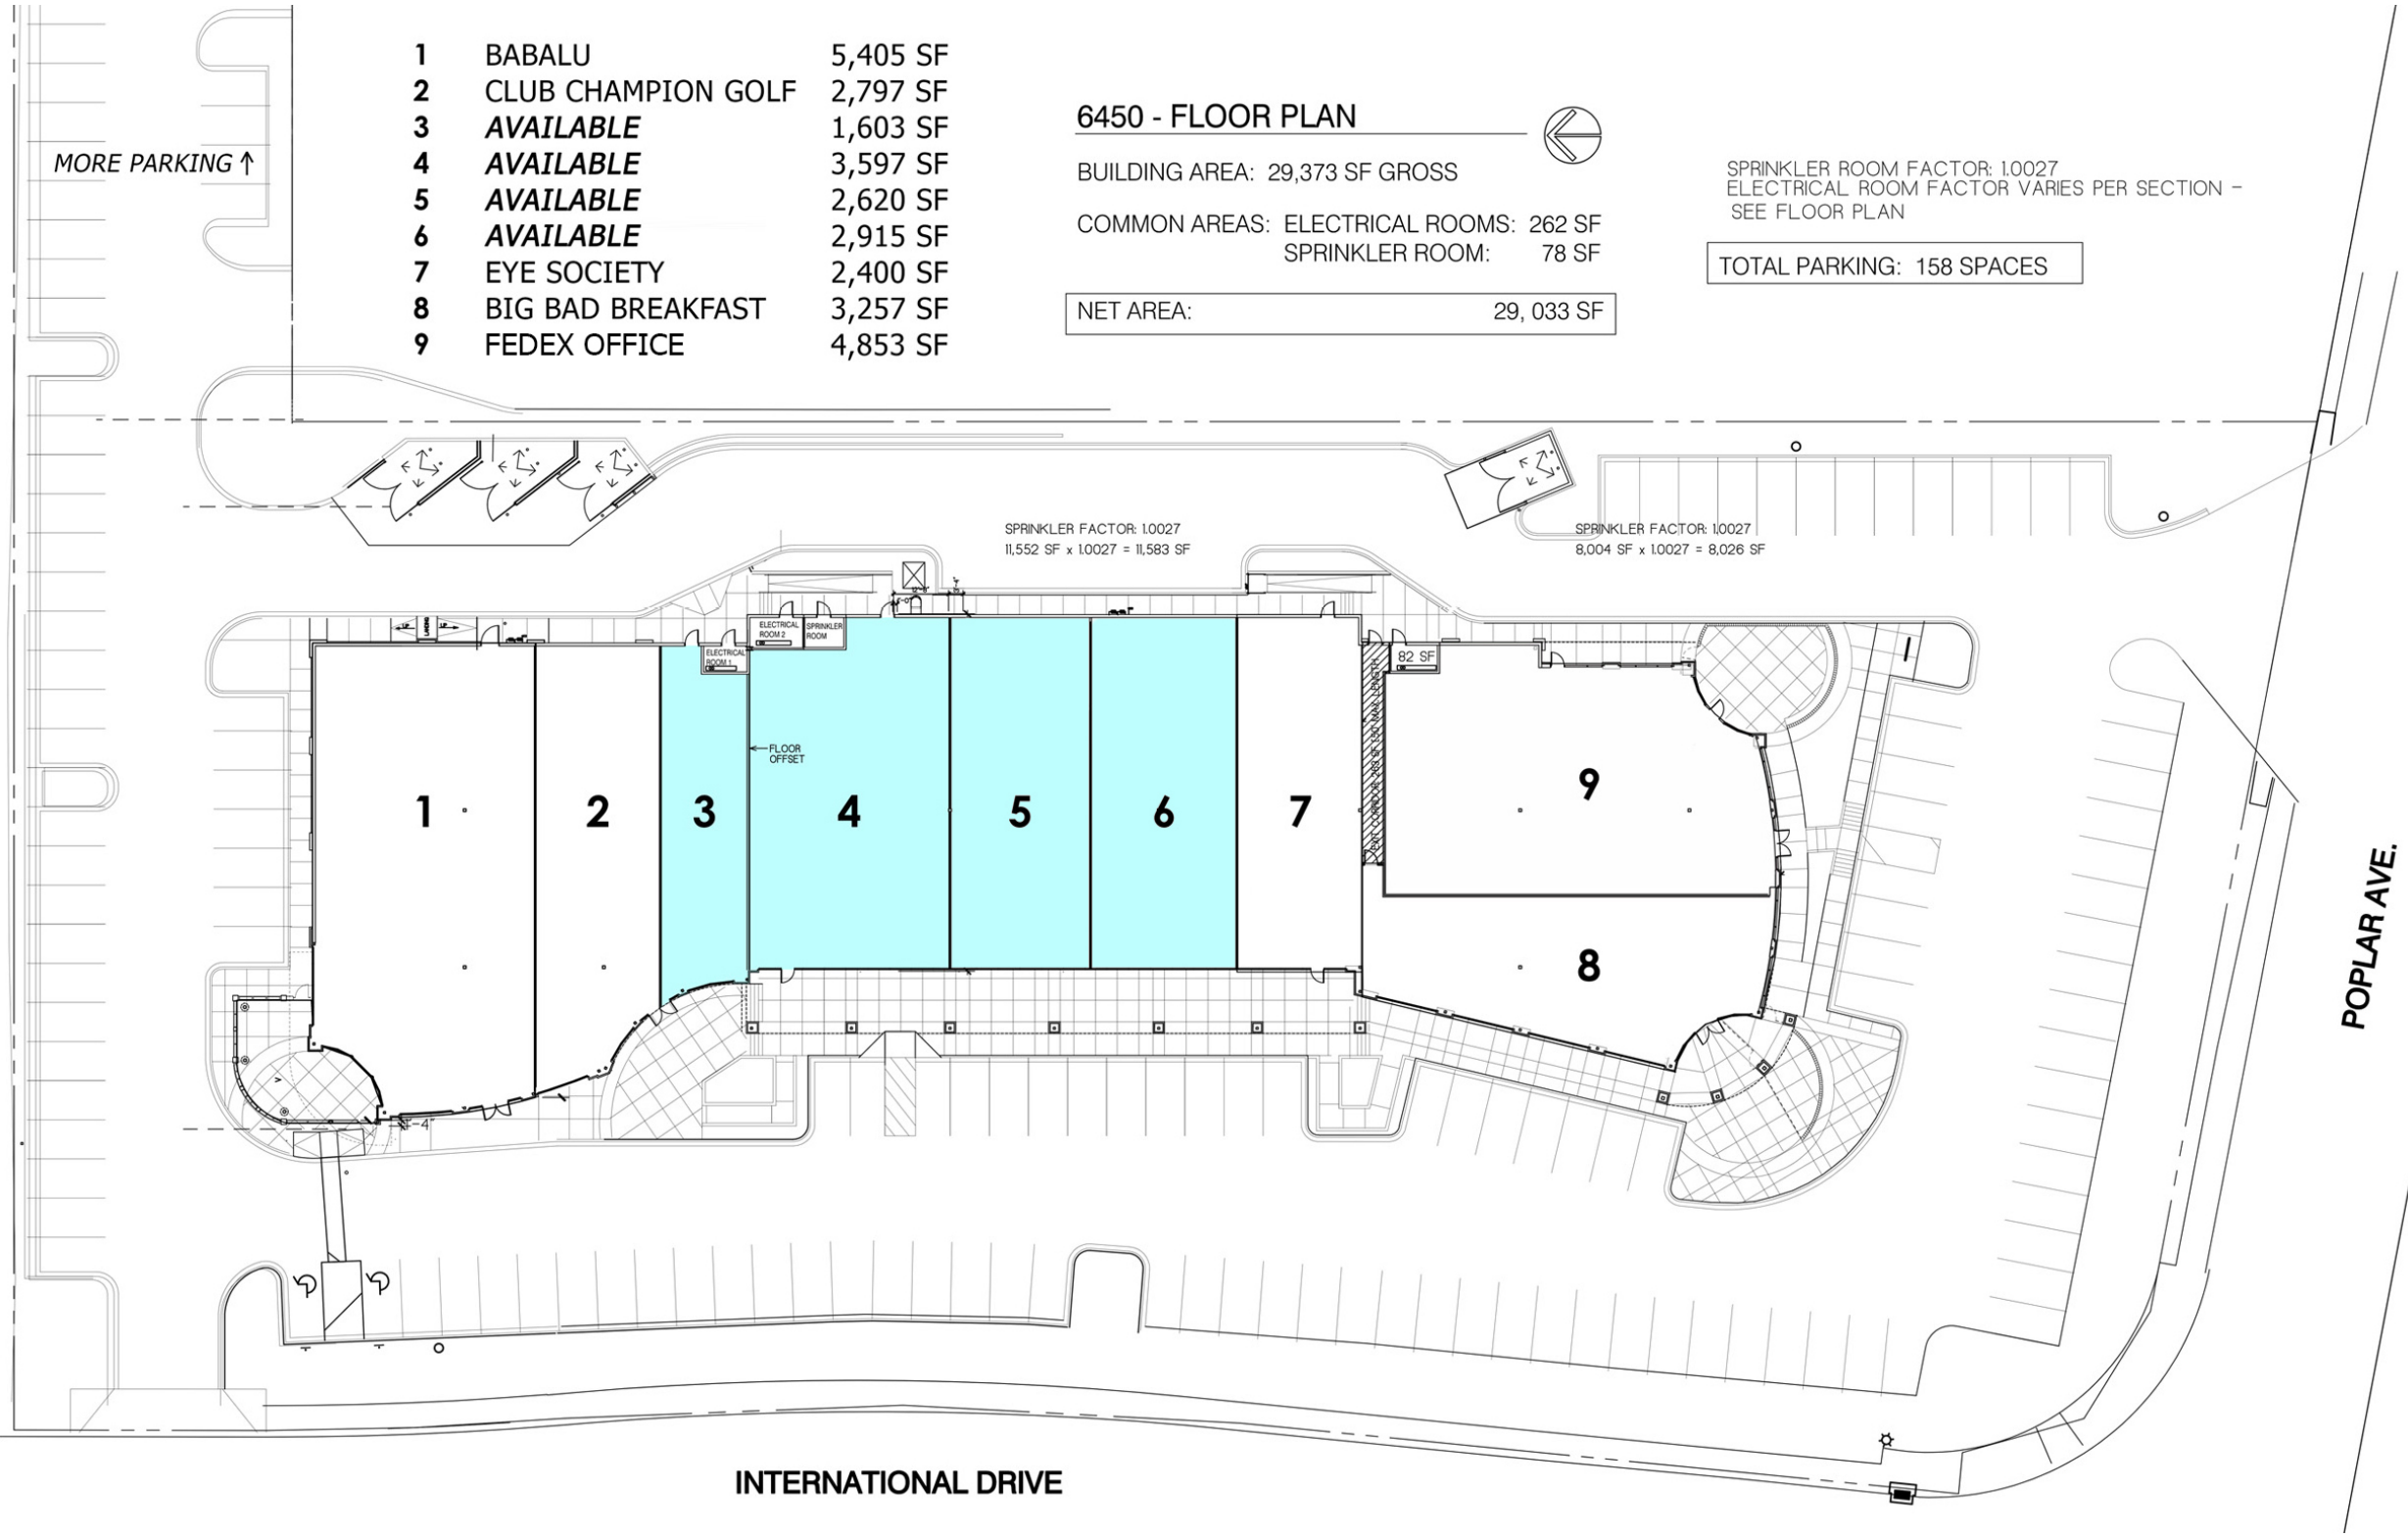 1 BABALU 5,405 SF
2 CLUB CHAMPION GOLF 2,797 SF
3 AVAILABLE 1,603 SF
4 AVAILABLE 3,597 SF
5 AVAILABLE 2,620 SF
6 AVAILABLE 2,915 SF
7 EYE SOCIETY 2,400 SF
8 BIG BAD BREAKFAST 3,257 SF
9 FEDEX OFFICE 4,853 SF
MORE PARKING ↑
6450 - FLOOR PLAN
BUILDING AREA: 29,373 SF GROSS
COMMON AREAS: ELECTRICAL ROOMS: 262 SF
SPRINKLER ROOM: 78 SF
NET AREA: 29, 033 SF
SPRINKLER ROOM FACTOR: 1.0027
ELECTRICAL ROOM FACTOR VARIES PER SECTION -
SEE FLOOR PLAN
TOTAL PARKING: 158 SPACES
SPRINKLER FACTOR: 1.0027
11,552 SF x 1.0027 = 11,583 SF
SPRINKLER FACTOR: 1.0027
8,004 SF x 1.0027 = 8,026 SF
UP
LANDING
UP
ELECTRICAL
ROOM 2
SPRINKLER
ROOM
ELECTRICAL
ROOM 1
82 SF
FLOOR
OFFSET
1
2
3
4
5
6
7
9
8
POPLAR AVE.
INTERNATIONAL DRIVE